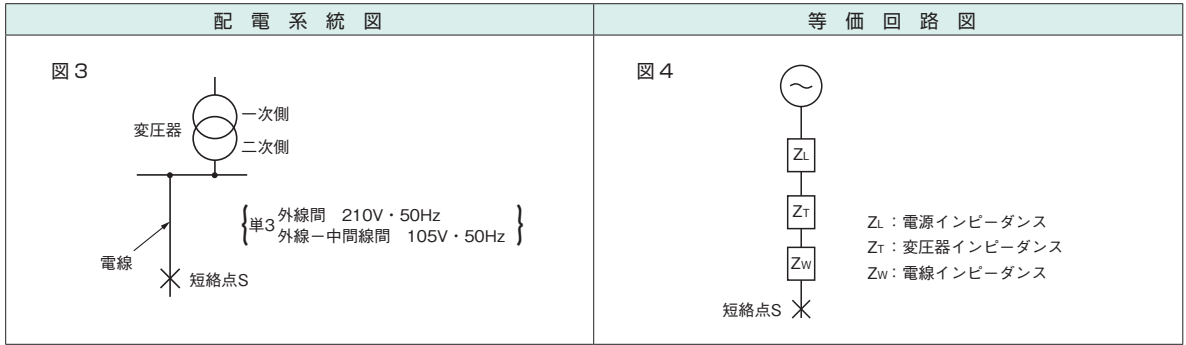 配電系統図
等価回路図
図3
一次側
変圧器
二次側
単3
外線間 210V・50Hz
外線−中間線間 105V・50Hz
電線
短絡点S
図4
ZL
ZT
ZW
ZL：電源インピーダンス
ZT：変圧器インピーダンス
ZW：電線インピーダンス
短絡点S